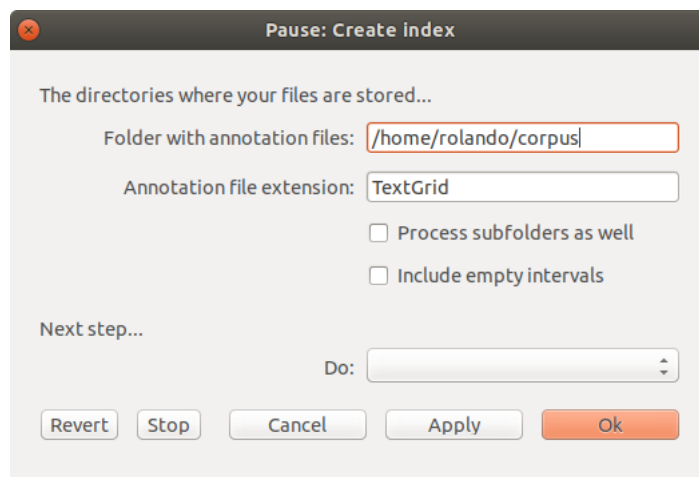 Pause: Create index
The directories where your files are stored...
Folder with annotation files: /home/rolando/corpus
Annotation file extension: TextGrid
Process subfolders as well
Include empty intervals
Next step...
Do:
Revert Stop Cancel Apply Ok